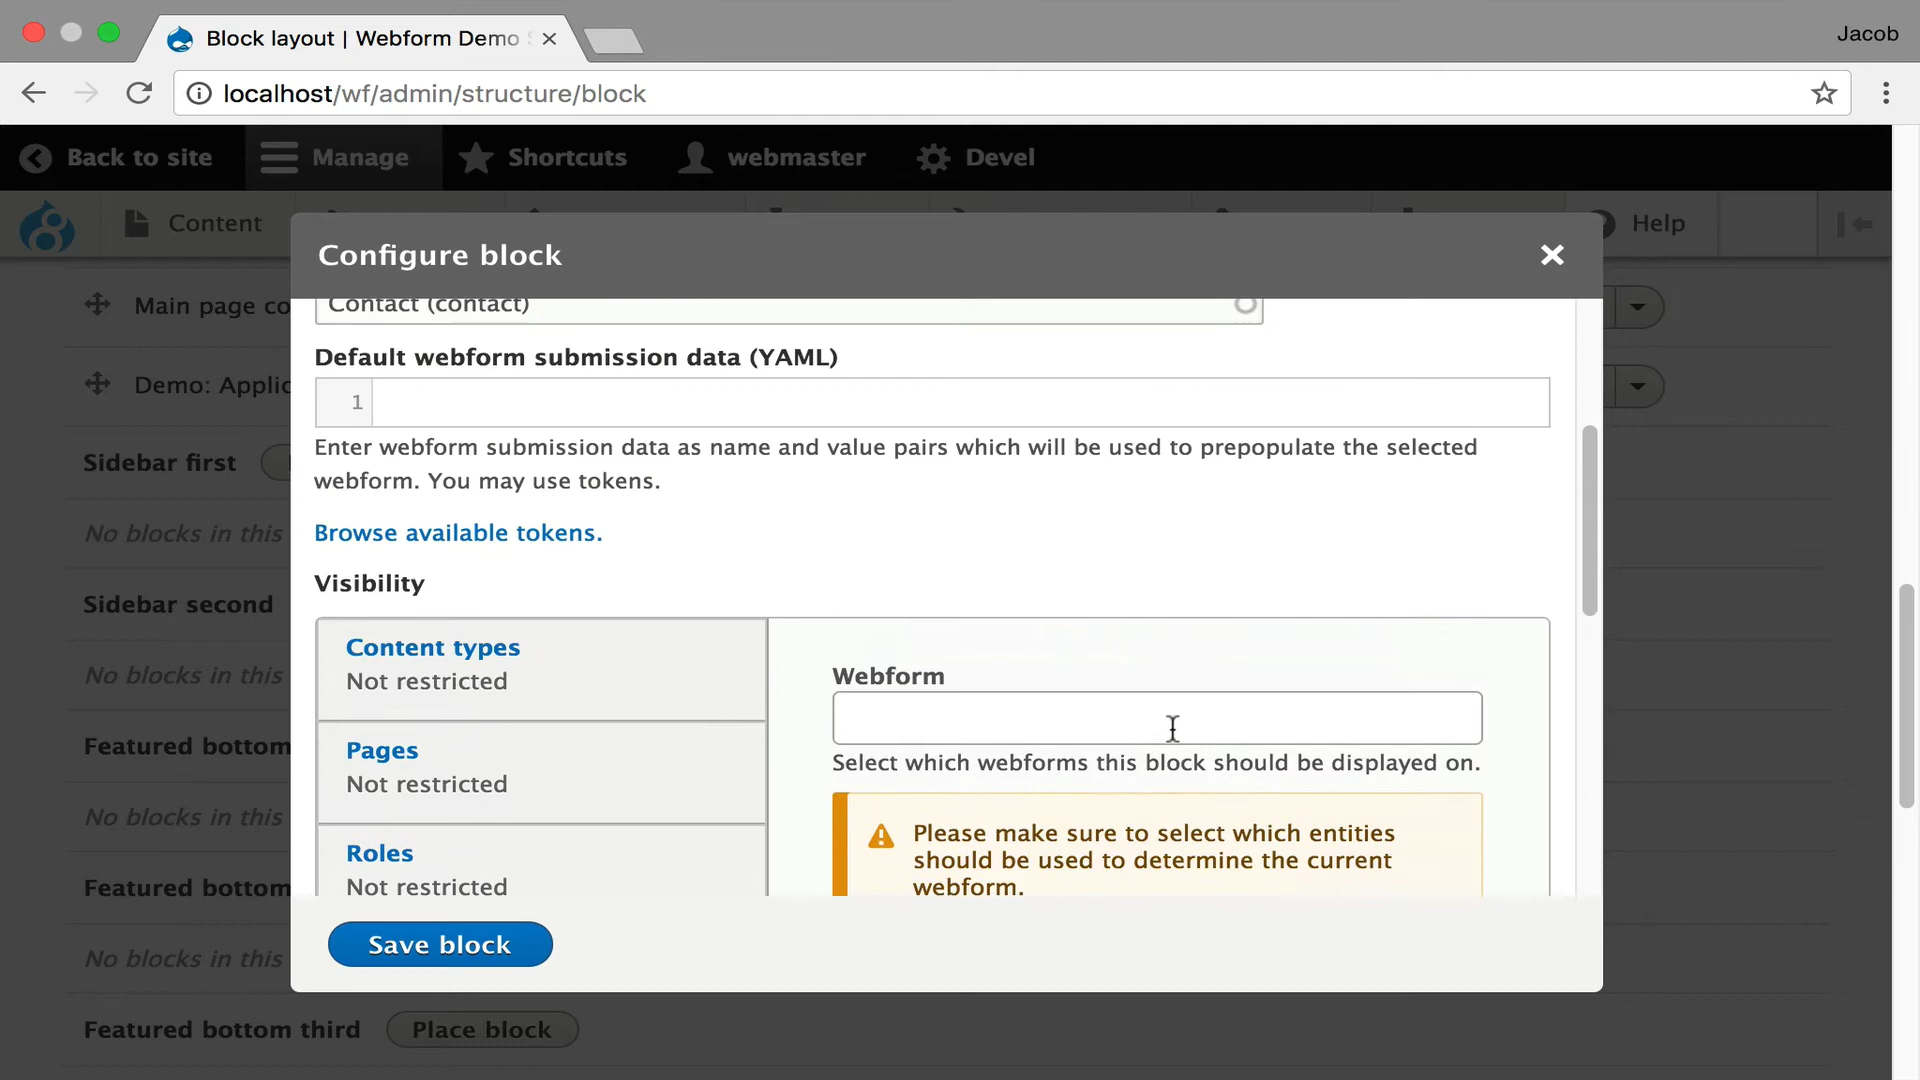 Block layout | Webform Demo
Jacob
localhost/wf/admin/structure/block
Back to site
Manage
Shortcuts
webmaster
Devel
Content
Help
Configure block
Main page co
Contact (contact)
Default webform submission data (YAML)
Demo: Applic
1
Enter webform submission data as name and value pairs which will be used to prepopulate the selected
webform. You may use tokens.
Sidebar first
Browse available tokens.
No blocks in this
Visibility
Sidebar second
Content types
Not restricted
Webform
No blocks in this
Pages
Not restricted
Select which webforms this block should be displayed on.
Featured bottom
No blocks in this
Please make sure to select which entities
should be used to determine the current
webform.
Roles
Not restricted
Featured bottom
Save block
No blocks in this
Featured bottom third
Place block